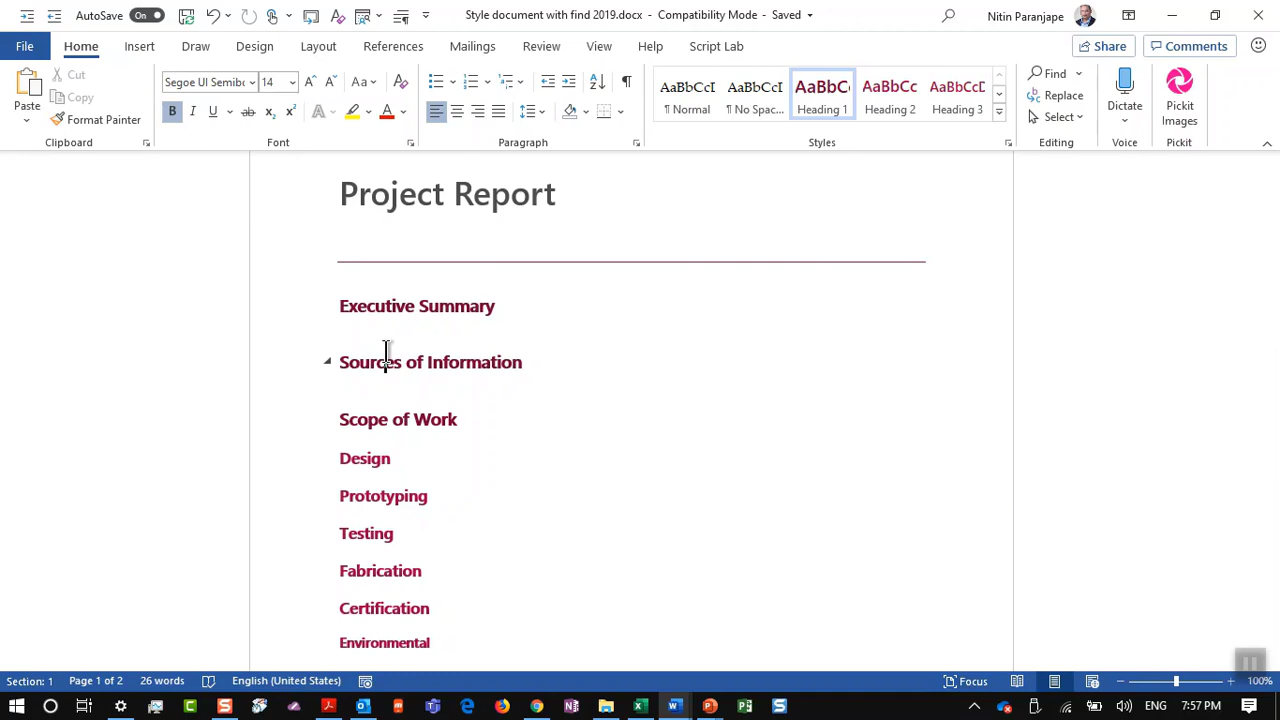 AutoSave On
Style document with find 2019.docx - Compatibility Mode - Saved
Nitin Paranjape
File Home Insert Draw Design Layout References Mailings Review View Help Script Lab
Share Comments
Paste
Cut
Copy
Format Painter
Clipboard
Segoe UI Semibo 14
Font
Paragraph
AaBbCcI AaBbCcI AaBbC AaBbCc AaBbCcD
¶ Normal ¶ No Spac... Heading 1 Heading 2 Heading 3
Styles
Find
Replace
Select
Editing
Dictate
Voice
Pickit
Images
Pickit
Project Report
Executive Summary
Sources of Information
Scope of Work
Design
Prototyping
Testing
Fabrication
Certification
Environmental
Section: 1 Page 1 of 2 26 words English (United States) Focus 100%
ENG 7:57 PM